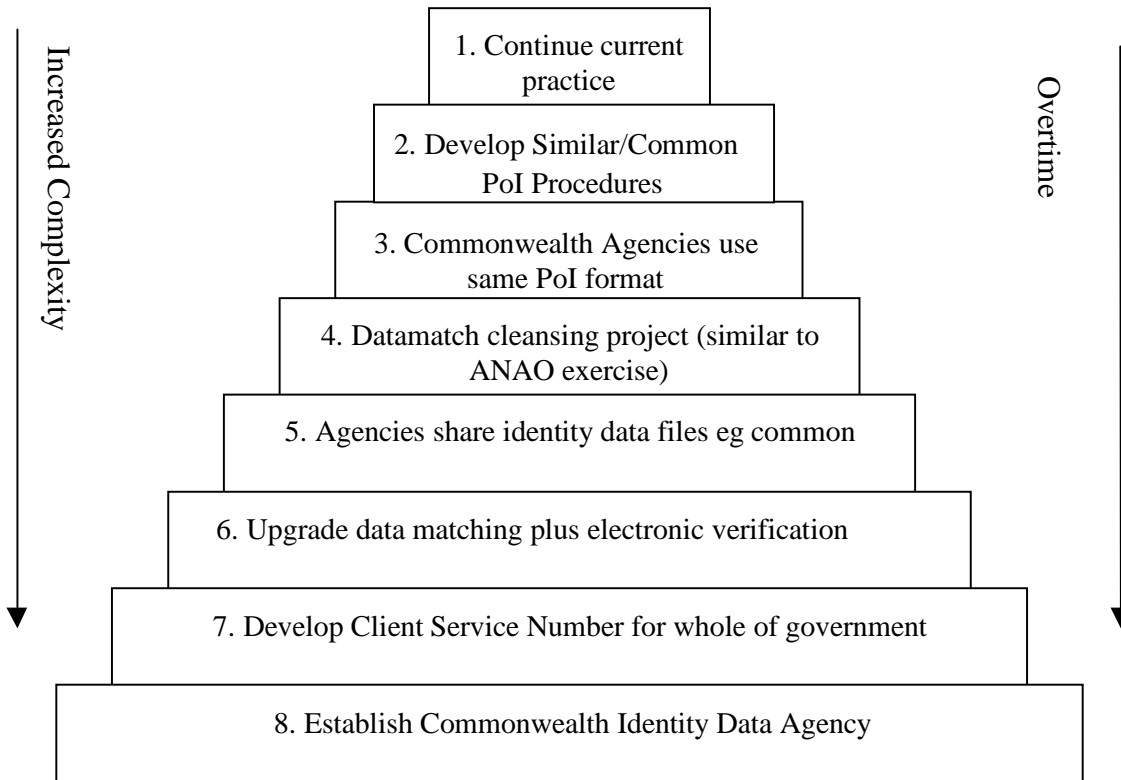 1. Continue current
practice
2. Develop Similar/Common
PoI Procedures
3. Commonwealth Agencies use
same PoI format
4. Datamatch cleansing project (similar to
ANAO exercise)
5. Agencies share identity data files eg common
6. Upgrade data matching plus electronic verification
7. Develop Client Service Number for whole of government
8. Establish Commonwealth Identity Data Agency
Increased Complexity
Overtime